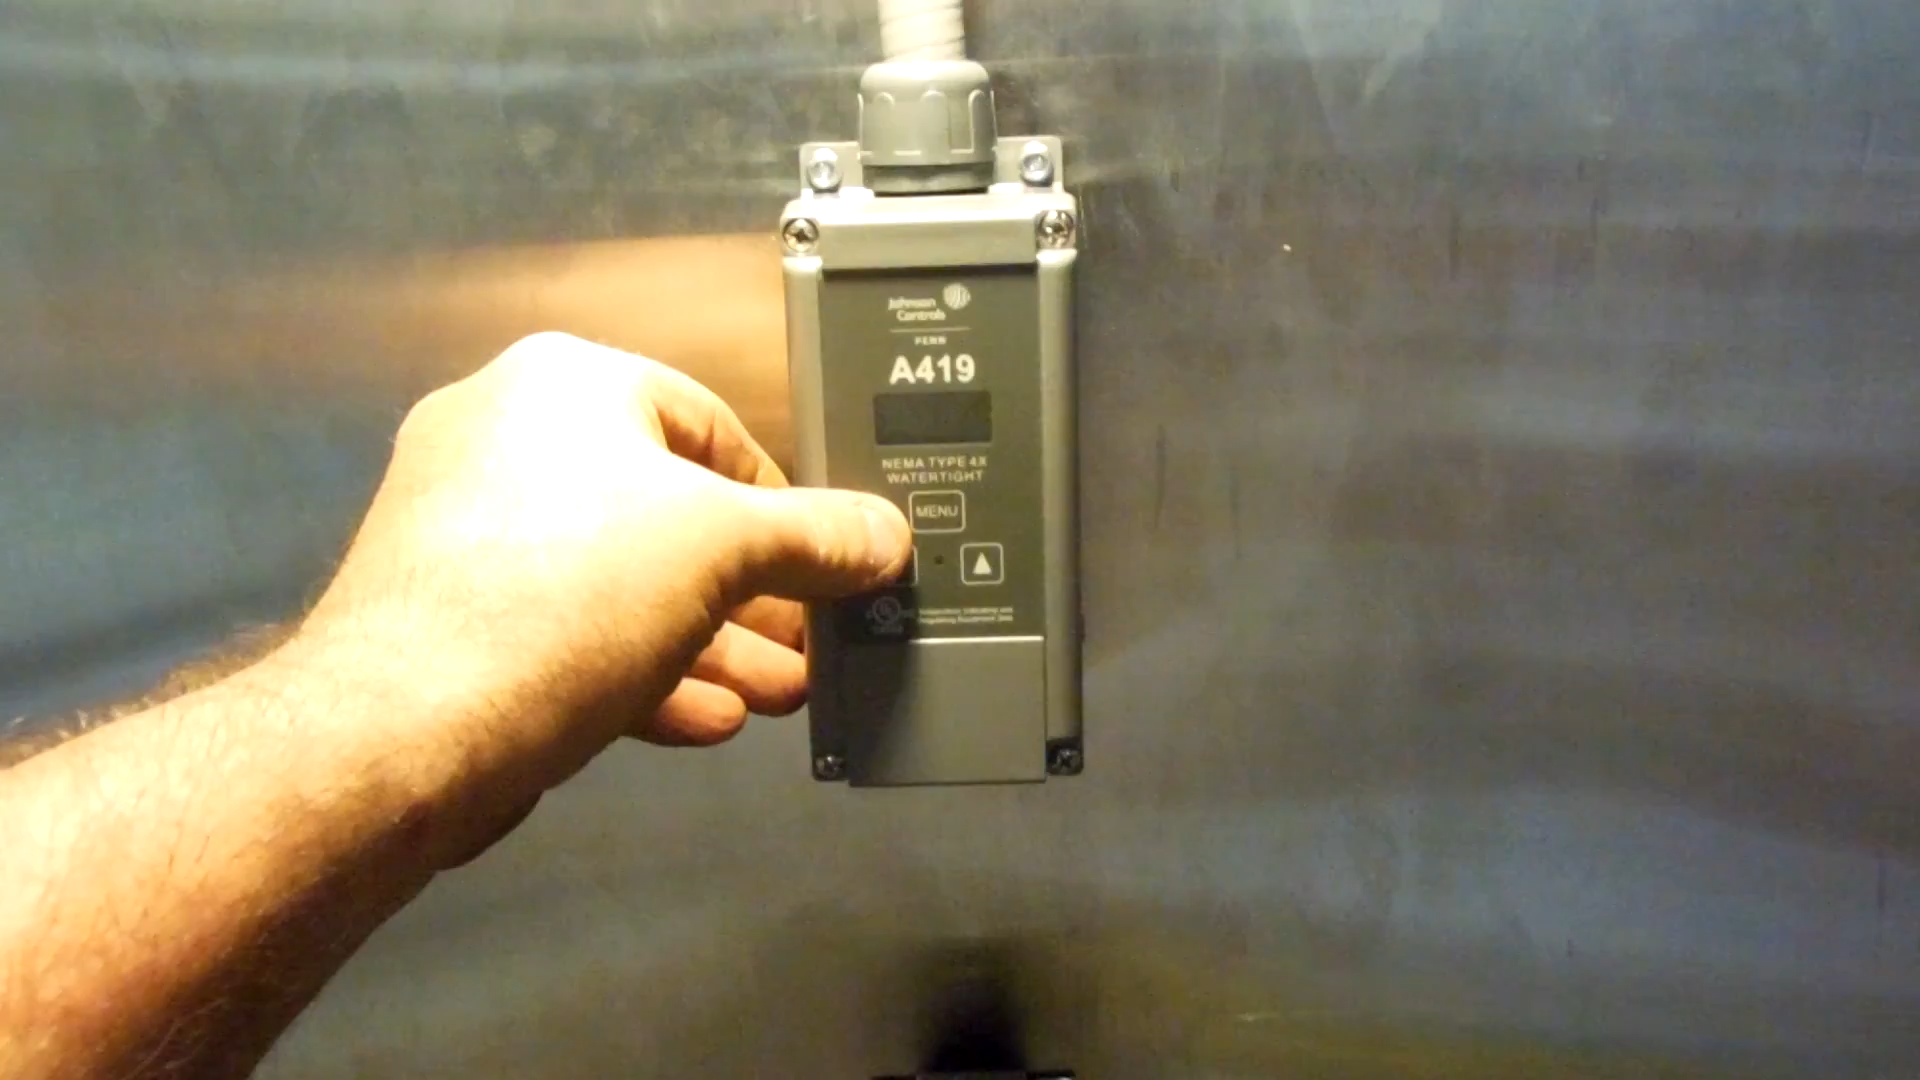 Johnson
Controls
PENN
A419
NEMA TYPE 4X
WATERTIGHT
MENU